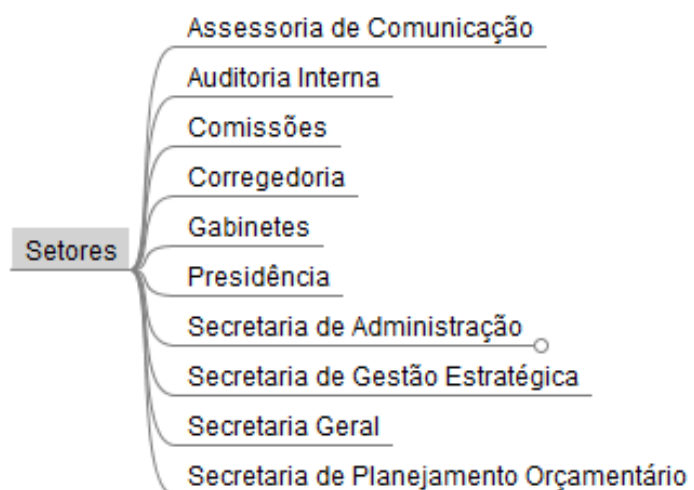 Assessoria de Comunicação
Auditoria Interna
Comissões
Corregedoria
Gabinetes
Setores
Presidência
Secretaria de Administração
Secretaria de Gestão Estratégica
Secretaria Geral
Secretaria de Planejamento Orçamentário